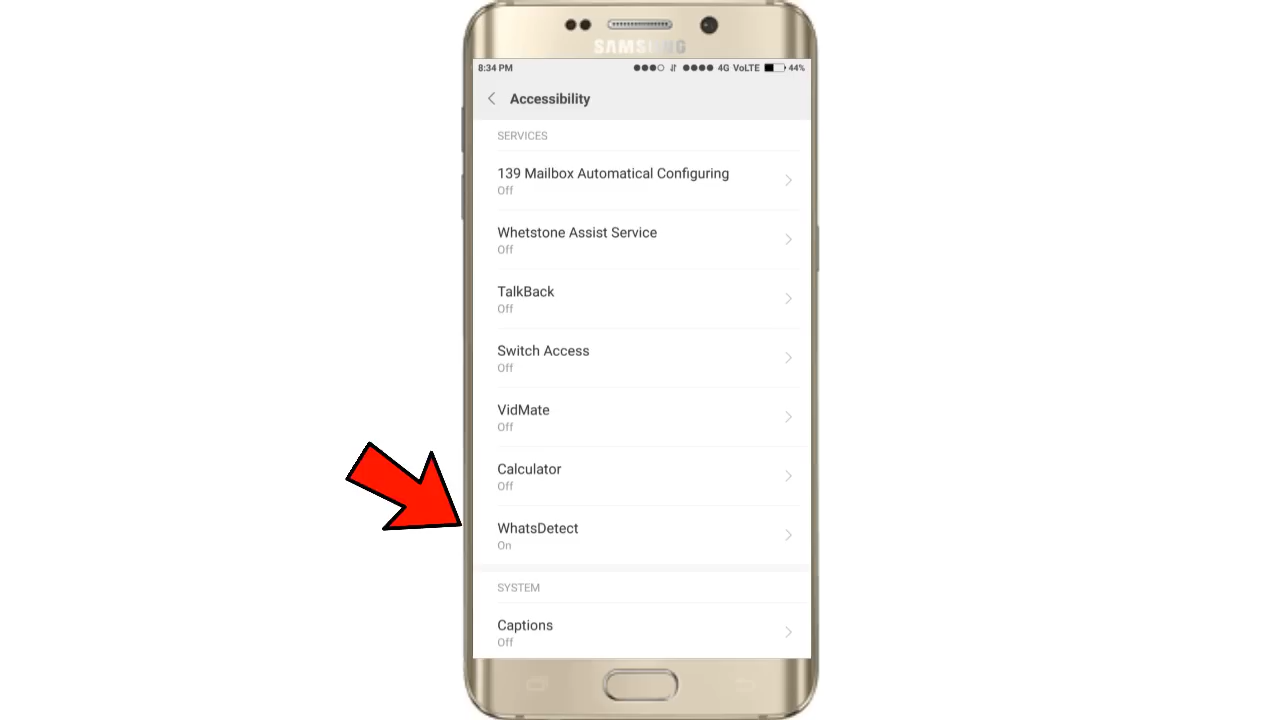 SAMSUNG
8:34 PM 4G VoLTE 44%
Accessibility
SERVICES
139 Mailbox Automatical Configuring
Off
Whetstone Assist Service
Off
TalkBack
Off
Switch Access
Off
VidMate
Off
Calculator
Off
WhatsDetect
On
SYSTEM
Captions
Off